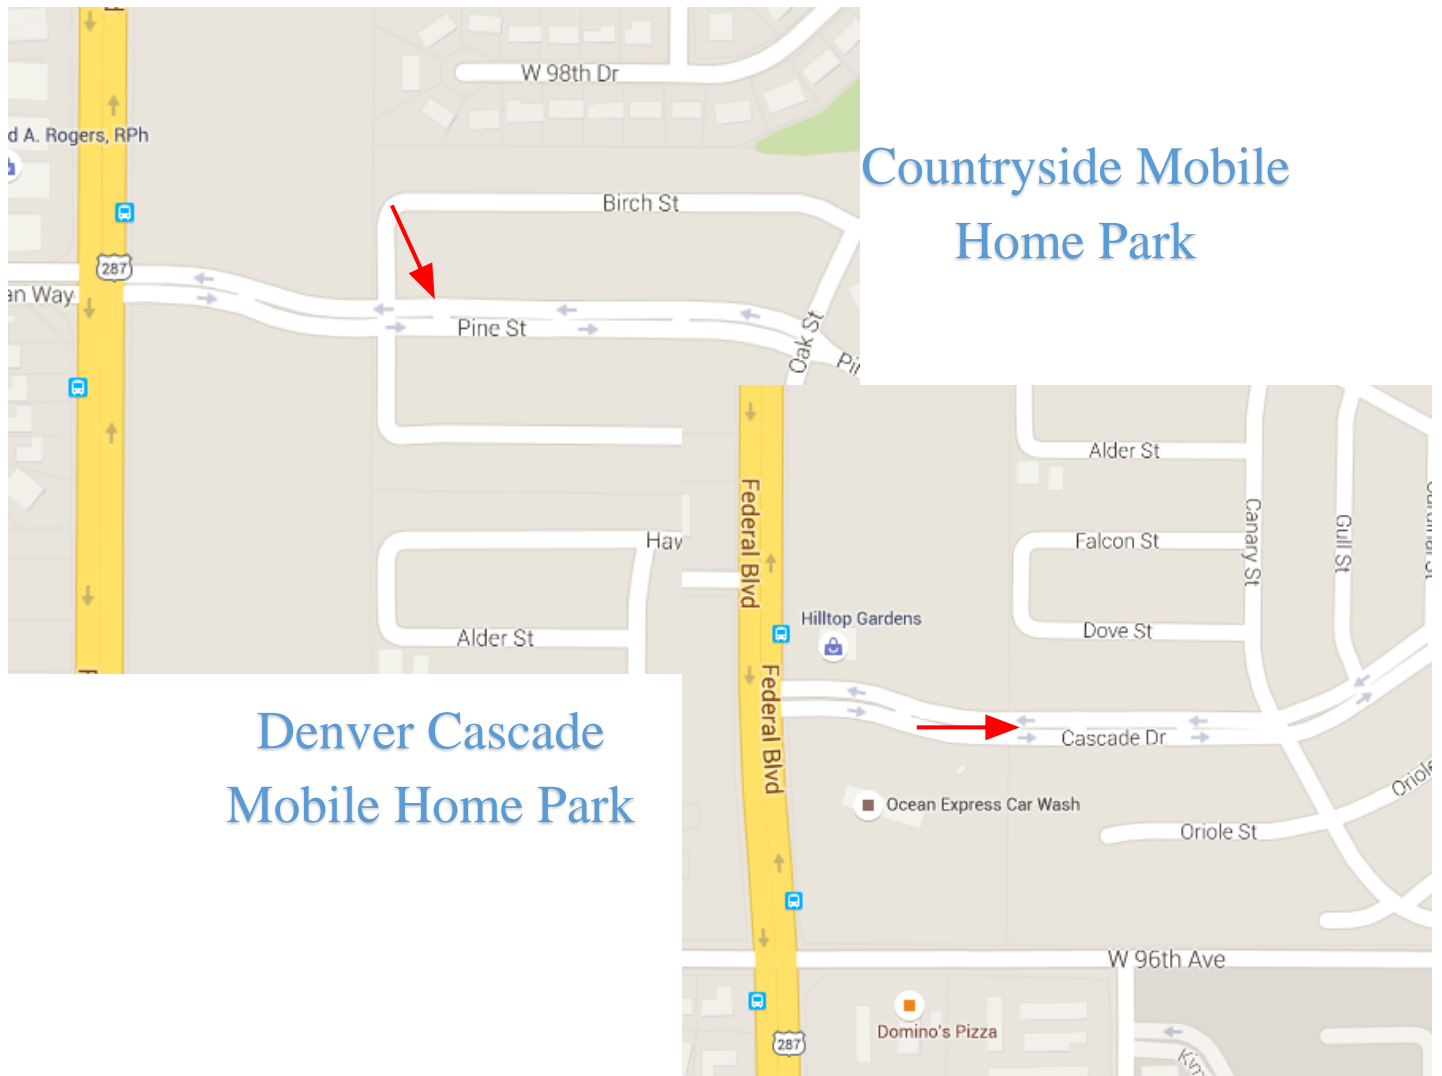 W 98th Dr
d A. Rogers, RPh
Countryside Mobile
Home Park
Birch St
287
an Way
Pine St
Oak St
Alder St
Federal Blvd
Canary St
Gull St
Falcon St
Hilltop Gardens
Dove St
Alder St
Federal Blvd
Denver Cascade
Mobile Home Park
Cascade Dr
Oriole
Ocean Express Car Wash
Oriole St
W 96th Ave
Domino's Pizza
287